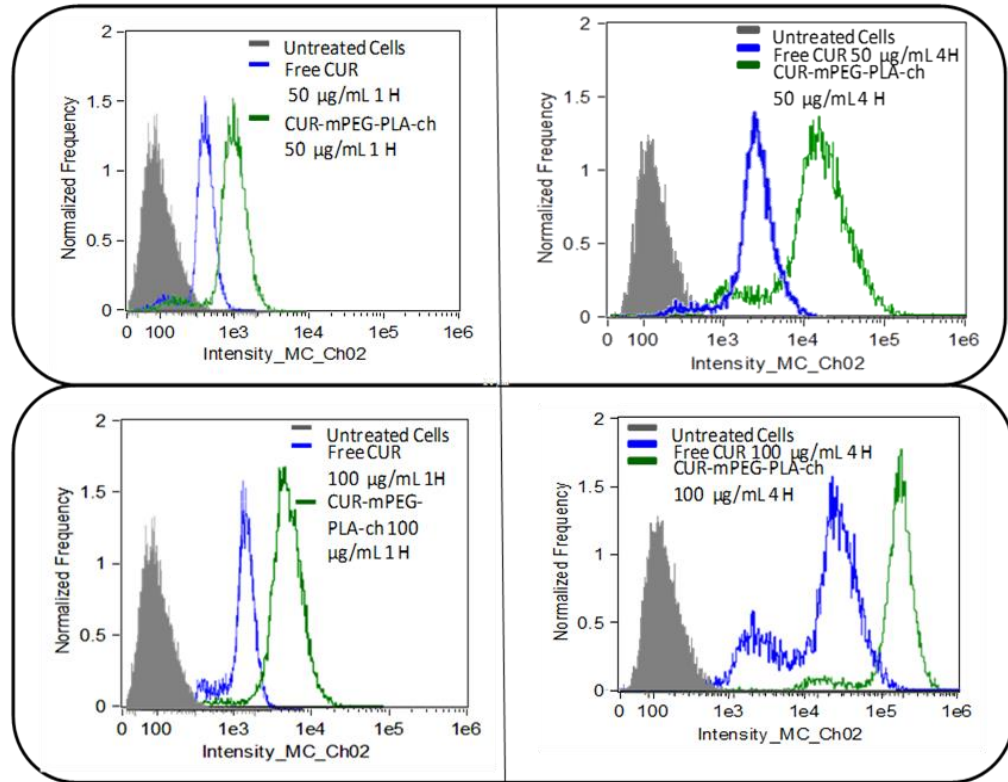 2
1.5
1
0.5
0
Normalized Frequency
Untreated Cells
Free CUR
50 µg/mL 1 H
CUR-mPEG-PLA-ch
50 µg/mL 1 H
0 100 1e3 1e4 1e5 1e6
Intensity_MC_Ch02
2
1.5
1
0.5
0
Normalized Frequency
Untreated Cells
Free CUR 50 µg/mL 4H
CUR-mPEG-PLA-ch
50 µg/mL 4 H
0 100 1e3 1e4 1e5 1e6
Intensity_MC_Ch02
2
1.5
1
0.5
0
Normalized Frequency
Untreated Cells
Free CUR
100 µg/mL 1H
CUR-mPEG-
PLA-ch 100
µg/mL 1 H
0 100 1e3 1e4 1e5 1e6
Intensity_MC_Ch02
2
1.5
1
0.5
0
Normalized Frequency
Untreated Cells
Free CUR 100 µg/mL 4H
CUR-mPEG-PLA-ch
100 µg/mL 4 H
0 100 1e3 1e4 1e5 1e6
Intensity_MC_Ch02